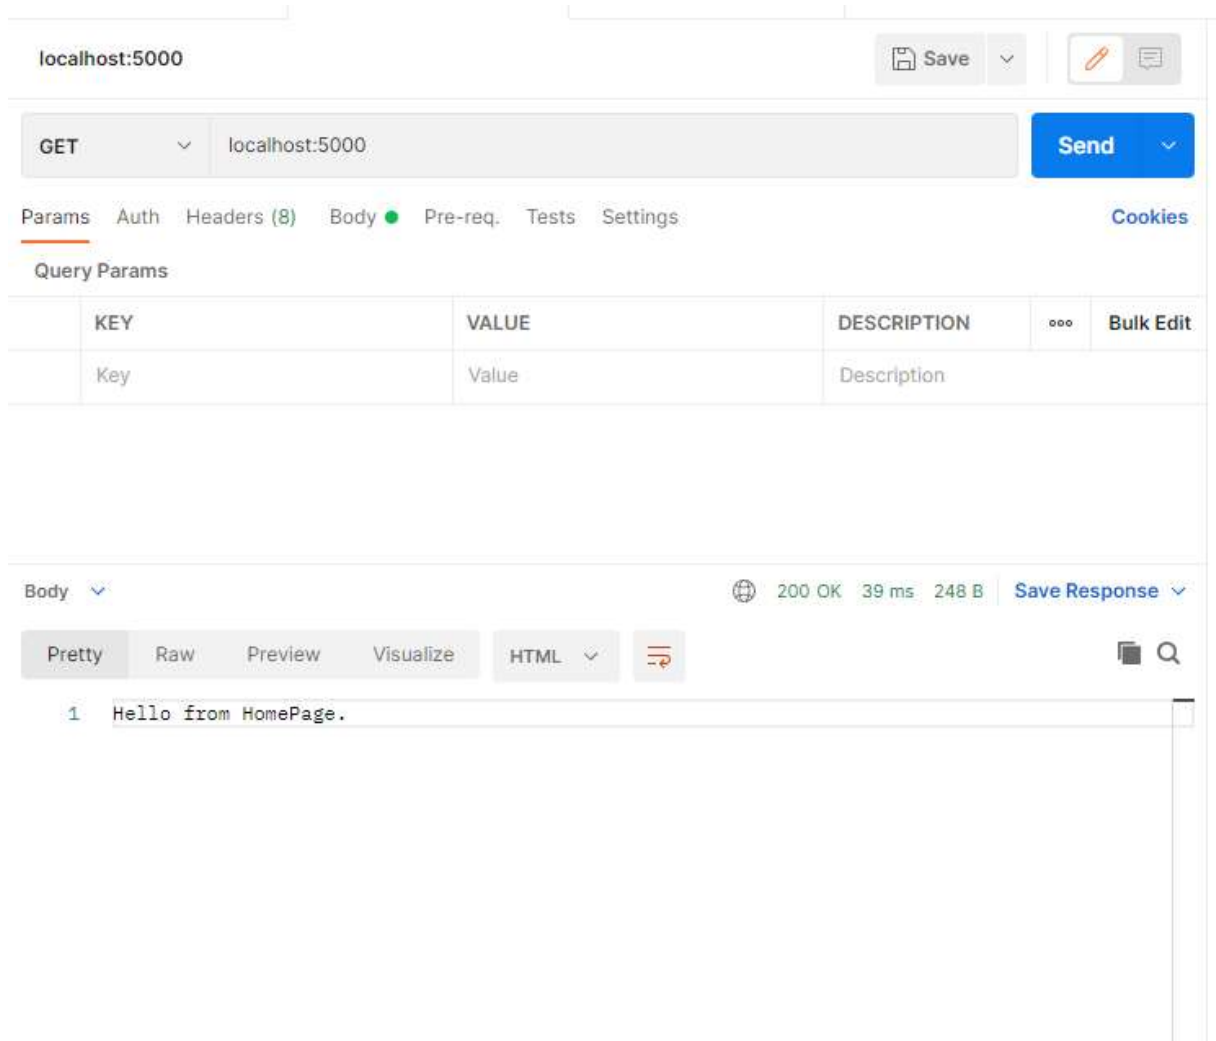 localhost:5000 Save
GET localhost:5000 Send
Params Auth Headers (8) Body Pre-req. Tests Settings Cookies
Query Params
KEY VALUE DESCRIPTION Bulk Edit
Key Value Description
Body 200 OK 39 ms 248 B Save Response
Pretty Raw Preview Visualize HTML
1 Hello from HomePage.